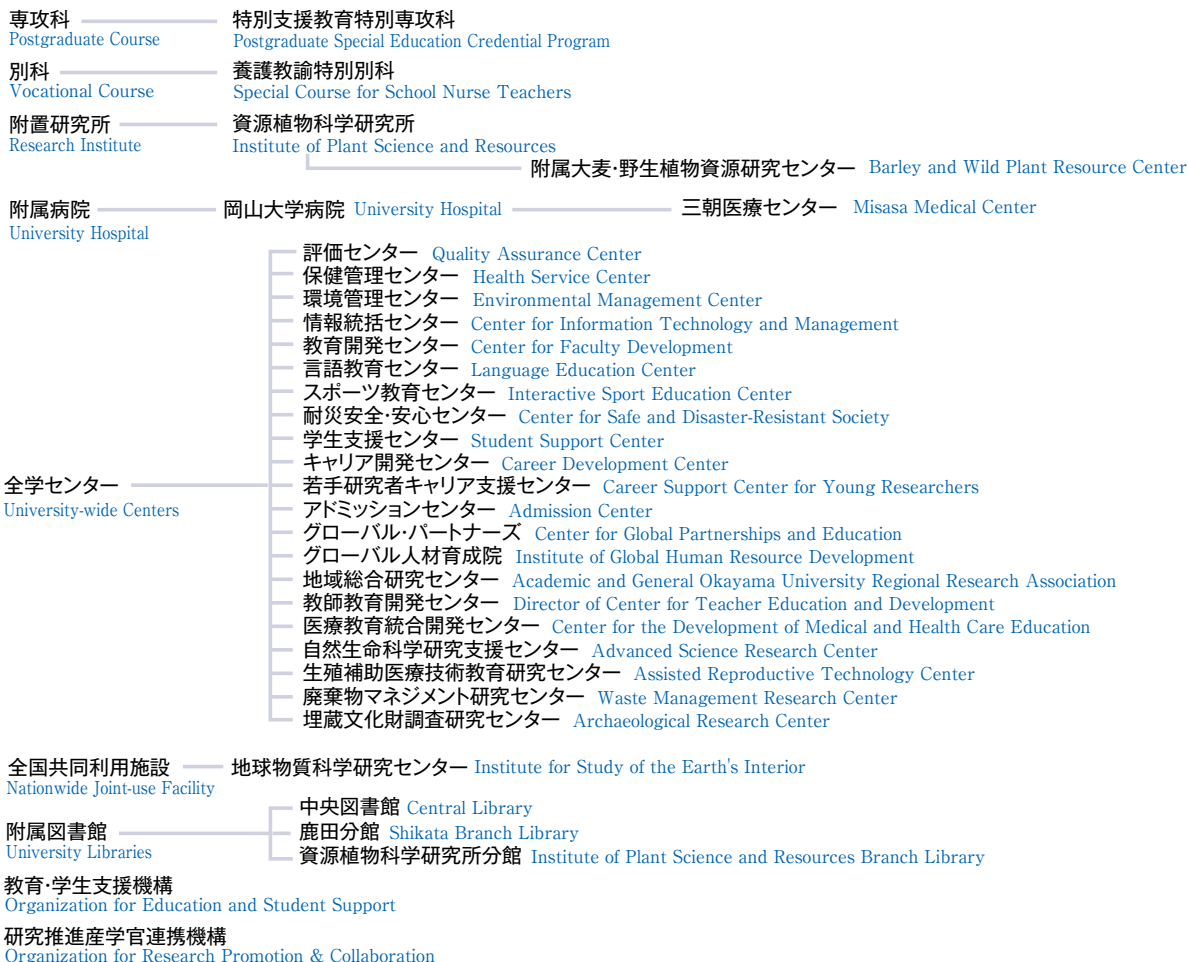 専攻科 特別支援教育特別専攻科
Postgraduate Course Postgraduate Special Education Credential Program
別科 養護教諭特別別科
Vocational Course Special Course for School Nurse Teachers
附置研究所 資源植物科学研究所
Research Institute Institute of Plant Science and Resources
附属大麦・野生植物資源研究センター Barley and Wild Plant Resource Center
附属病院 岡山大学病院 University Hospital 三朝医療センター Misasa Medical Center
University Hospital
評価センター Quality Assurance Center
保健管理センター Health Service Center
環境管理センター Environmental Management Center
情報統括センター Center for Information Technology and Management
教育開発センター Center for Faculty Development
言語教育センター Language Education Center
スポーツ教育センター Interactive Sport Education Center
耐災安全・安心センター Center for Safe and Disaster-Resistant Society
学生支援センター Student Support Center
キャリア開発センター Career Development Center
全学センター 若手研究者キャリア支援センター Career Support Center for Young Researchers
University-wide Centers アドミッションセンター Admission Center
グローバル・パートナーズ Center for Global Partnerships and Education
グローバル人材育成院 Institute of Global Human Resource Development
地域総合研究センター Academic and General Okayama University Regional Research Association
教師教育開発センター Director of Center for Teacher Education and Development
医療教育統合開発センター Center for the Development of Medical and Health Care Education
自然生命科学研究支援センター Advanced Science Research Center
生殖補助医療技術教育研究センター Assisted Reproductive Technology Center
廃棄物マネジメント研究センター Waste Management Research Center
埋蔵文化財調査研究センター Archaeological Research Center
全国共同利用施設 地球物質科学研究センター Institute for Study of the Earth's Interior
Nationwide Joint-use Facility
中央図書館 Central Library
附属図書館 鹿田分館 Shikata Branch Library
University Libraries 資源植物科学研究所分館 Institute of Plant Science and Resources Branch Library
教育・学生支援機構
Organization for Education and Student Support
研究推進産学官連携機構
Organization for Research Promotion & Collaboration